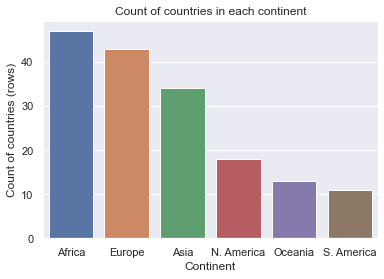 Count of countries in each continent
Count of countries (rows)
40
30
20
10
0
Africa Europe Asia N. America Oceania S. America
Continent